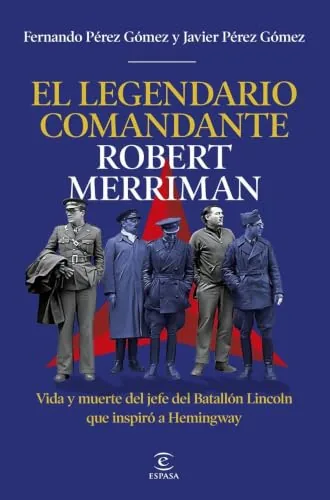 Fernando Pérez Gómez y Javier Pérez Gómez
EL LEGENDARIO
COMANDANTE
ROBERT
MERRIMAN
Vida y muerte del jefe del Batallón Lincoln
que inspiró a Hemingway
e
ESPASA